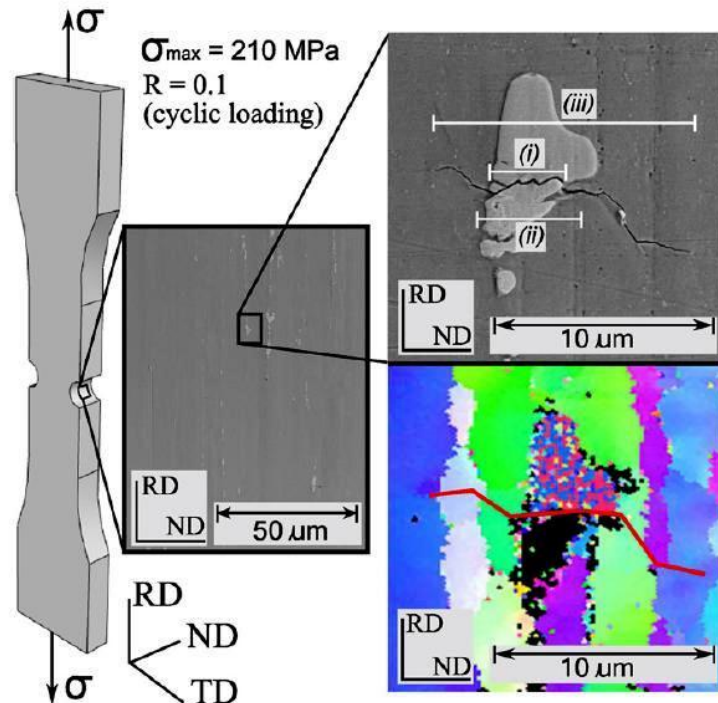 σ
σmax = 210 MPa
R = 0.1
(cyclic loading)
(iii)
(i)
(ii)
RD
ND
10 μm
RD
ND
50 μm
RD
ND
10 μm
RD
ND
TD
σ